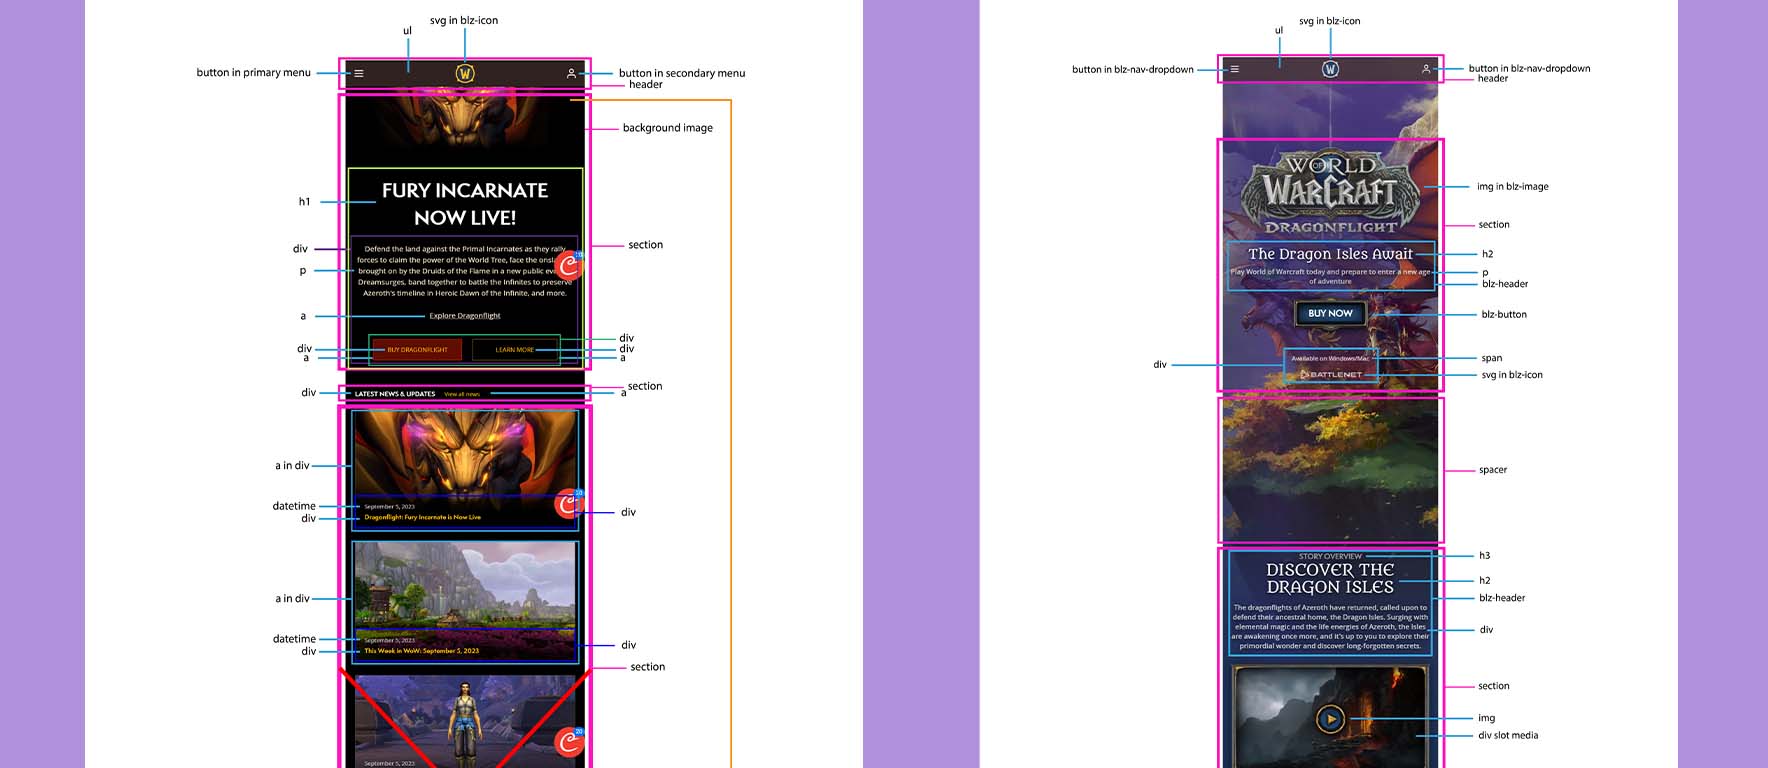 svg in blz-icon
ul
button in primary menu
W
button in secondary menu
header
background image
FURY INCARNATE
NOW LIVE!
h1
section
div
Defend the land against the Primal Incarnates as they rally
forces to claim the power of the World Tree, face the
brought on by the Druids of the Flame in a new public
Dreamsurges, band together to battle the Infinites to preserve
Azeroth's timeline in Heroic Dawn of the Infinite, and more.
p
a
Explore Dragonflight
div
div
BUY DRAGONFLIGHT
LEARN MORE
div
a
a
section
div
LATEST NEWS & UPDATES
View all news
a
a in div
20
datetime
September 5, 2023
div
Dragonflight: Fury Incarnate is Now Live
div
a in div
datetime
September 5, 2023
div
This Week in WoW: September 5, 2023
div
section
20
September 5, 2023
svg in blz-icon
ul
button in blz-nav-dropdown
W
button in blz-nav-dropdown
header
WORLD
OF
WARCRAFT
DRAGONFLIGHT
img in blz-image
section
The Dragon Isles Await
h2
Play World of Warcraft today and prepare to enter a new age
of adventure
p
blz-header
BUY NOW
blz-button
div
Available on Windows/Mac
span
BATTLE.NET
svg in blz-icon
spacer
STORY OVERVIEW
h3
DISCOVER THE
DRAGON ISLES
h2
blz-header
The dragonflights of Azeroth have returned, called upon to
defend their ancestral home, the Dragon Isles. Surging with
elemental magic and the life energies of Azeroth, the Isles
are awakening once more, and it's up to you to explore their
primordial wonder and discover long-forgotten secrets.
div
section
img
div slot media